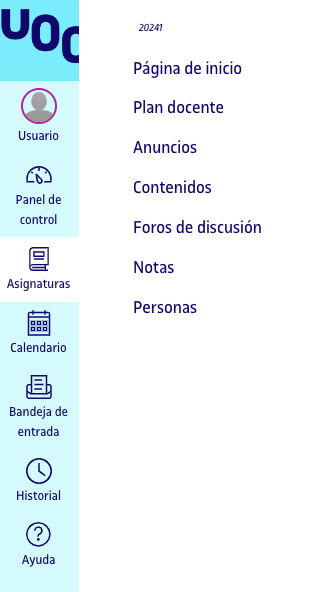 UOC
Usuario
Panel de
control
Asignaturas
Calendario
Bandeja de
entrada
Historial
Ayuda
20241
Página de inicio
Plan docente
Anuncios
Contenidos
Foros de discusión
Notas
Personas